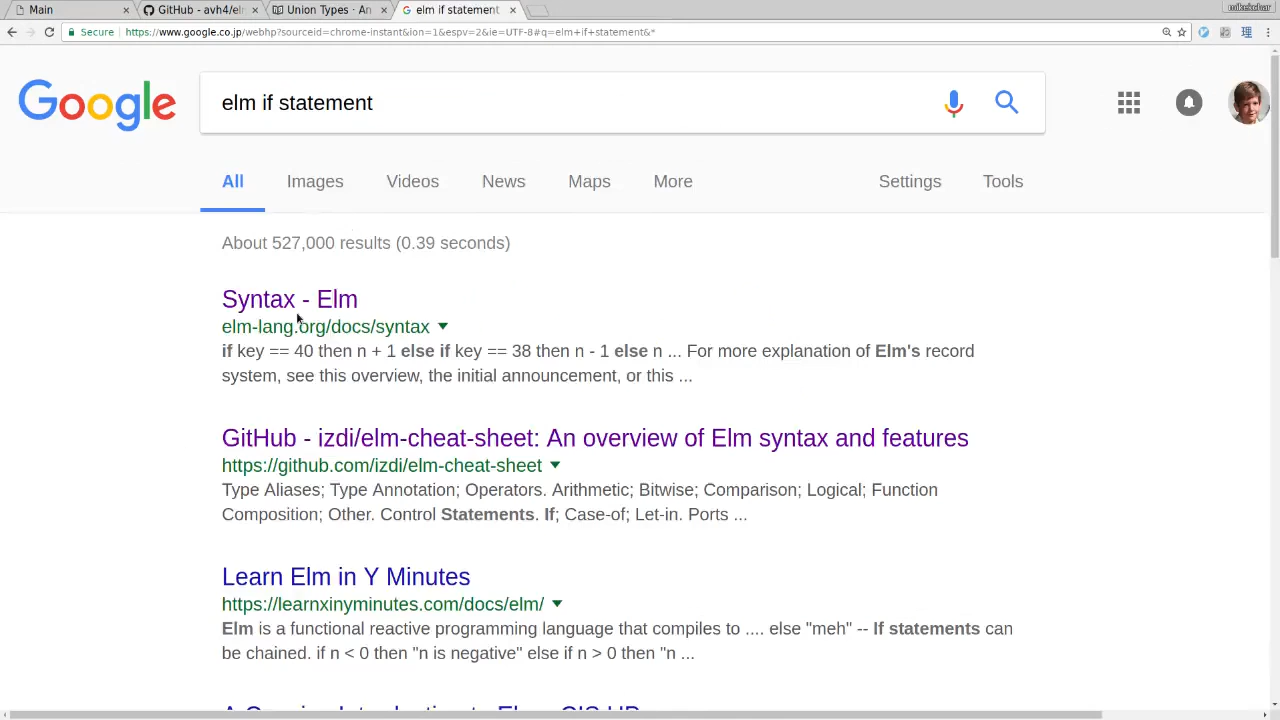 Main
GitHub - avh4/elm
Union Types · An
elm if statement
mikekchar
Secure
https://www.google.co.jp/webhp?sourceid=chrome-instant&ion=1&espv=2&ie=UTF-8#q=elm+if+statement&*
Google
elm if statement
All Images Videos News Maps More Settings Tools
About 527,000 results (0.39 seconds)
Syntax - Elm
elm-lang.org/docs/syntax
if key == 40 then n + 1 else if key == 38 then n - 1 else n ... For more explanation of Elm's record
system, see this overview, the initial announcement, or this ...
GitHub - izdi/elm-cheat-sheet: An overview of Elm syntax and features
https://github.com/izdi/elm-cheat-sheet
Type Aliases; Type Annotation; Operators. Arithmetic; Bitwise; Comparison; Logical; Function
Composition; Other. Control Statements. If; Case-of; Let-in. Ports ...
Learn Elm in Y Minutes
https://learnxinyminutes.com/docs/elm/
Elm is a functional reactive programming language that compiles to .... else "meh" -- If statements can
be chained. if n < 0 then "n is negative" else if n > 0 then "n ...